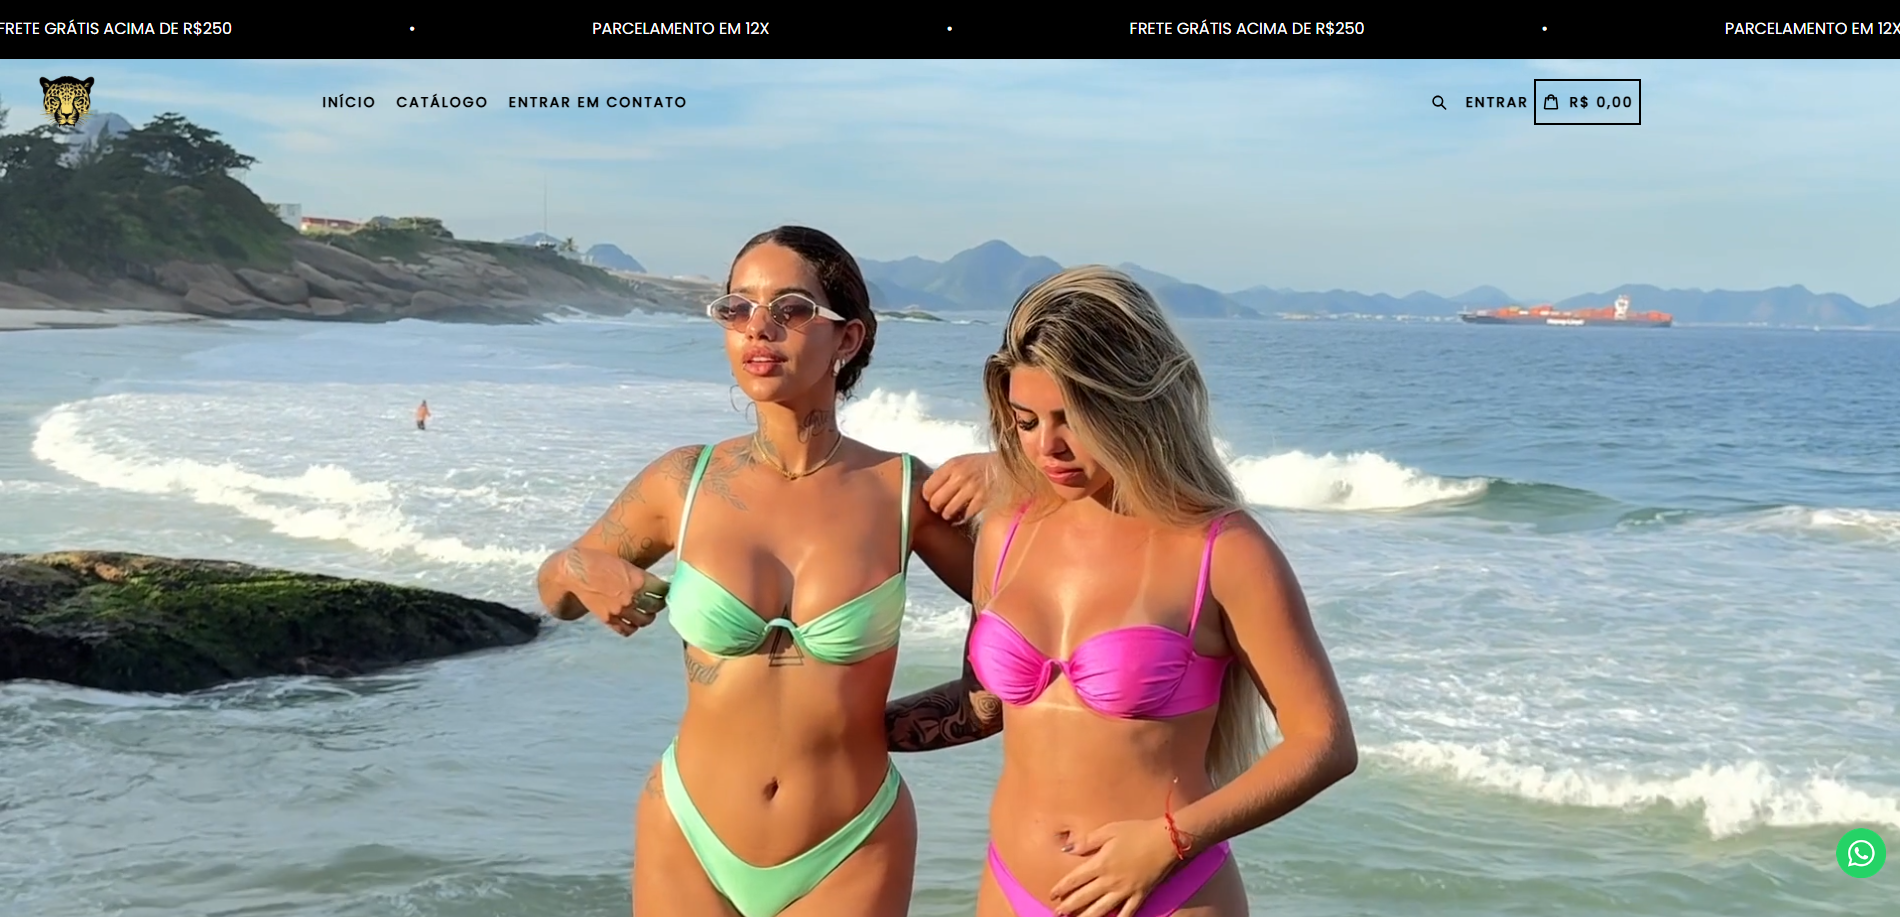 FRETE GRÁTIS ACIMA DE R$250 • PARCELAMENTO EM 12X • FRETE GRÁTIS ACIMA DE R$250 • PARCELAMENTO EM 12X
INÍCIO CATÁLOGO ENTRAR EM CONTATO ENTRAR R$ 0,00